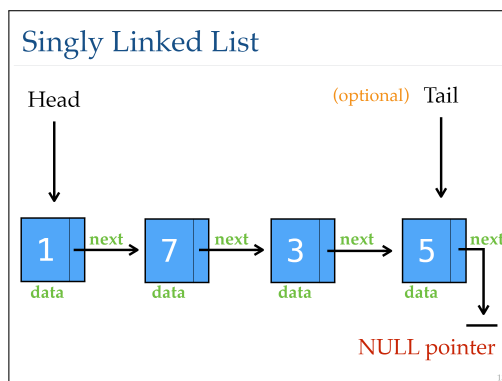 Singly Linked List
Head
(optional) Tail
1 next 7 next 3 next 5 next
data data data data
NULL pointer
1